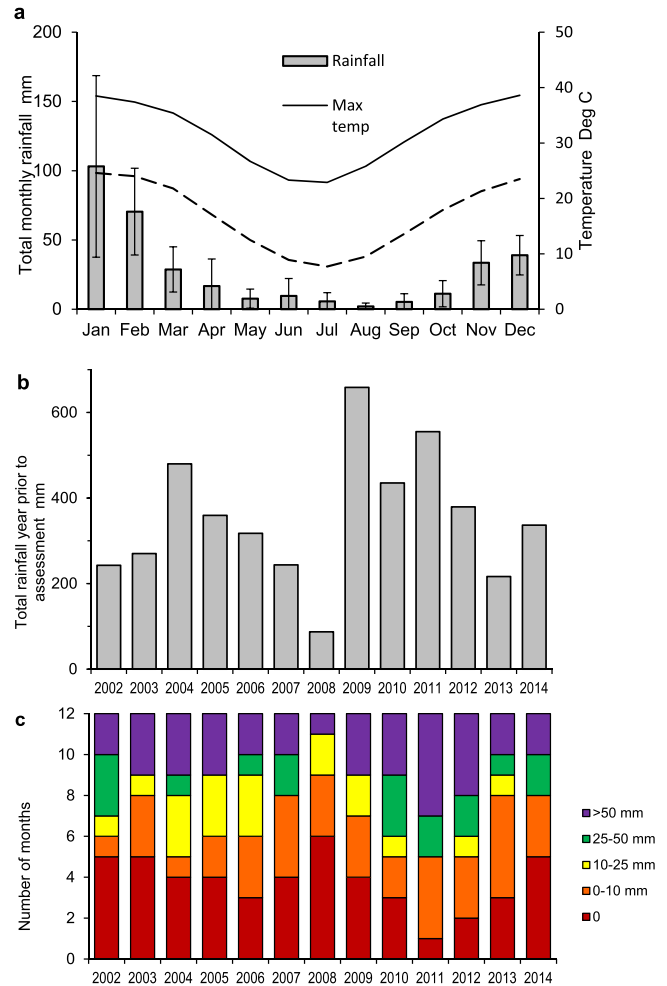 a
200
150
100
50
0
Total monthly rainfall mm
Rainfall
Max
temp
50
40
30
20
10
0
Temperature Deg C
Jan Feb Mar Apr May Jun Jul Aug Sep Oct Nov Dec
b
600
400
200
0
Total rainfall year prior to
assessment mm
2002 2003 2004 2005 2006 2007 2008 2009 2010 2011 2012 2013 2014
c
12
10
8
6
4
2
0
Number of months
2002 2003 2004 2005 2006 2007 2008 2009 2010 2011 2012 2013 2014
>50 mm
25-50 mm
10-25 mm
0-10 mm
0